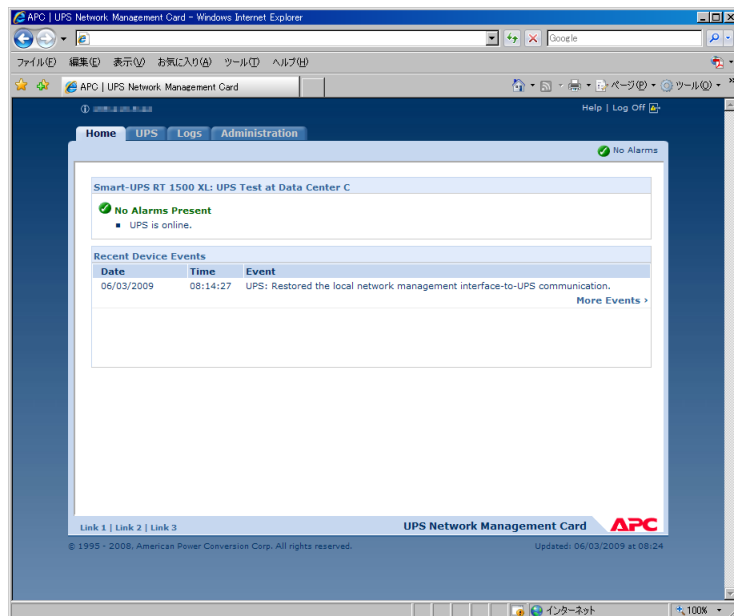 APC | UPS Network Management Card - Windows Internet Explorer
Google
ファイル(F) 編集(E) 表示(V) お気に入り(A) ツール(T) ヘルプ(H)
APC | UPS Network Management Card
ページ(P) ツール(O) »
Help | Log Off
Home UPS Logs Administration
No Alarms
Smart-UPS RT 1500 XL: UPS Test at Data Center C
No Alarms Present
UPS is online.
Recent Device Events
Date Time Event
06/03/2009 08:14:27 UPS: Restored the local network management interface-to-UPS communication.
More Events ›
Link 1 | Link 2 | Link 3
UPS Network Management Card APC
© 1995 - 2008, American Power Conversion Corp. All rights reserved.
Updated: 06/03/2009 at 08:24
インターネット
100%